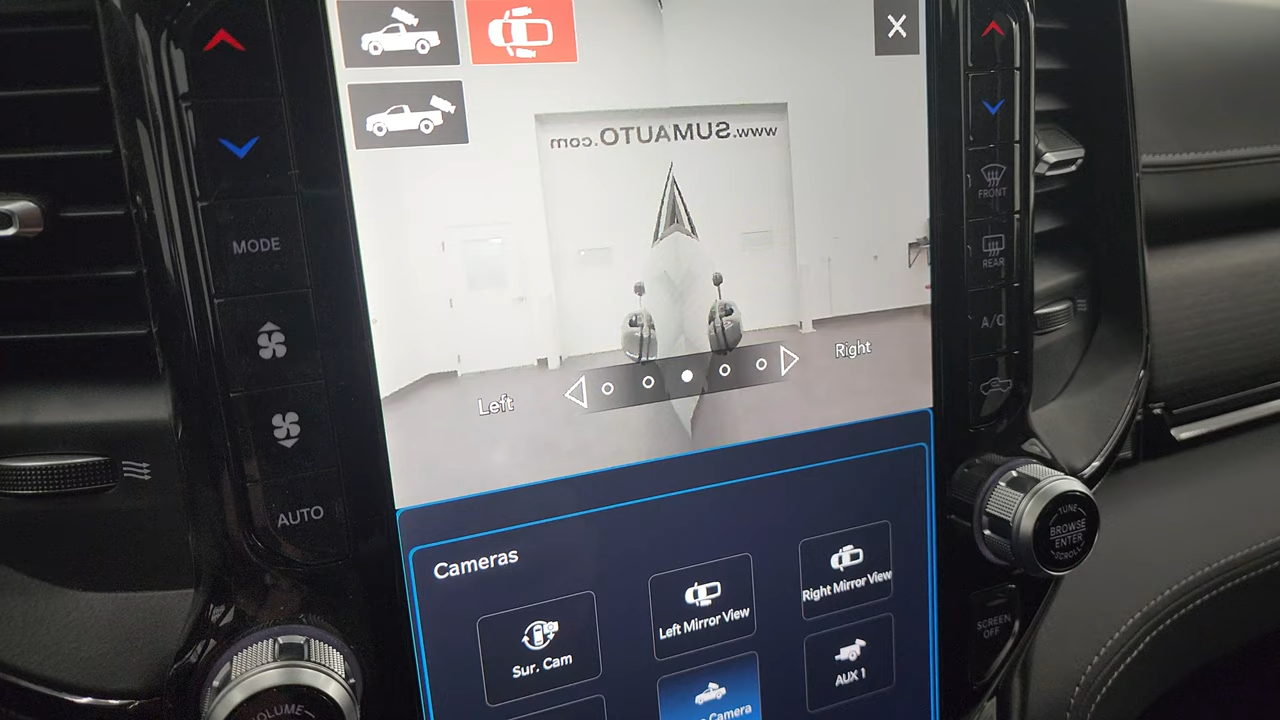 X
www.SUMAUTO.com
MODE
FRONT
REAR
A/C
Left
Right
AUTO
Cameras
Sur. Cam
Left Mirror View
Right Mirror View
AUX 1
Camera
TUNE
BROWSE
ENTER
SCROLL
SCREEN
OFF
VOLUME